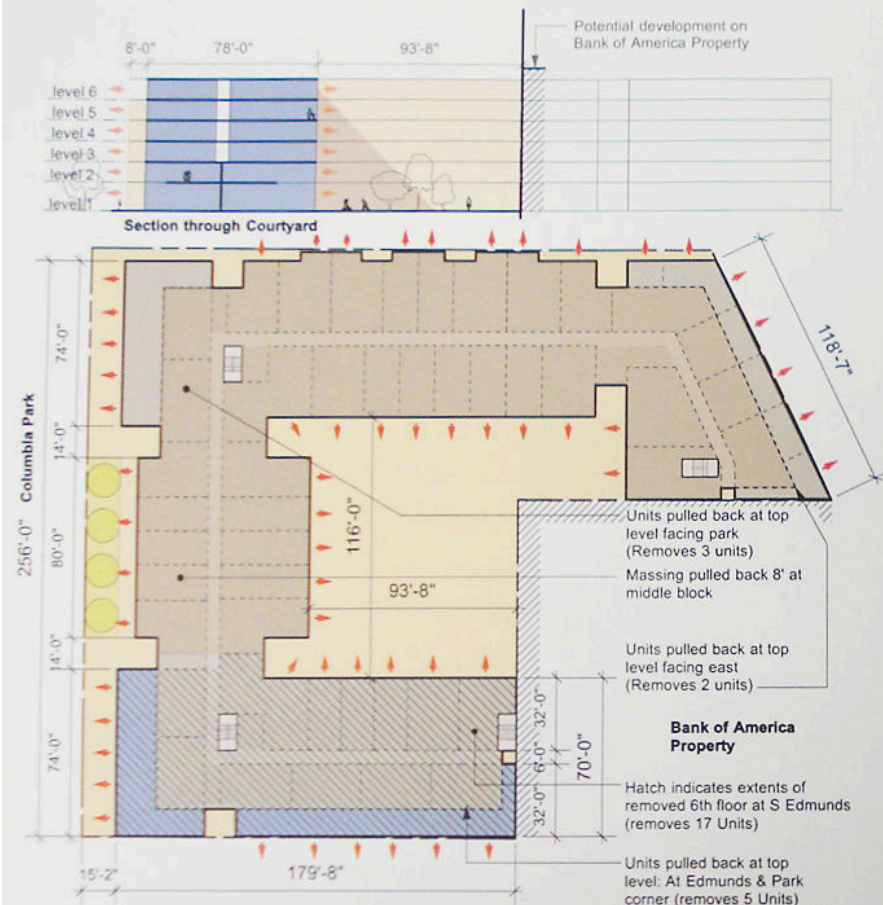 Potential development on
Bank of America Property
8'-0"
78'-0"
93'-8"
level 6
level 5
level 4
level 3
level 2
level 1
Section through Courtyard
118'-7"
74'-0"
14'-0"
Columbia Park
256'-0"
80'-0"
116'-0"
93'-8"
14'-0"
74'-0"
Units pulled back at top
level facing park
(Removes 3 units)
Massing pulled back 8' at
middle block
Units pulled back at top
level facing east
(Removes 2 units)
Bank of America
Property
32'-0"
6'-0"
32'-0"
70'-0"
Hatch indicates extents of
removed 6th floor at S Edmunds
(removes 17 Units)
Units pulled back at top
level: At Edmunds & Park
corner (removes 5 Units)
15'-2"
179'-8"